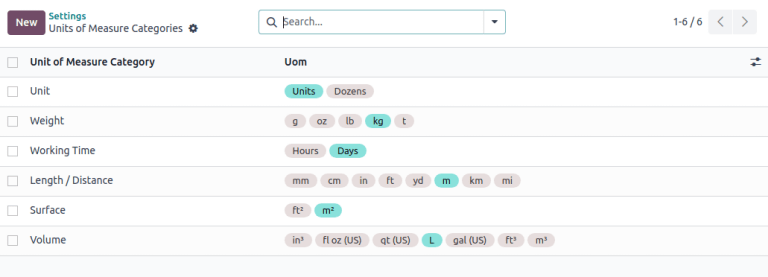 New
Settings
Units of Measure Categories
Search...
1-6 / 6
Unit of Measure Category Uom
Unit Units Dozens
Weight g oz lb kg t
Working Time Hours Days
Length / Distance mm cm in ft yd m km mi
Surface ft² m²
Volume in³ fl oz (US) qt (US) L gal (US) ft³ m³